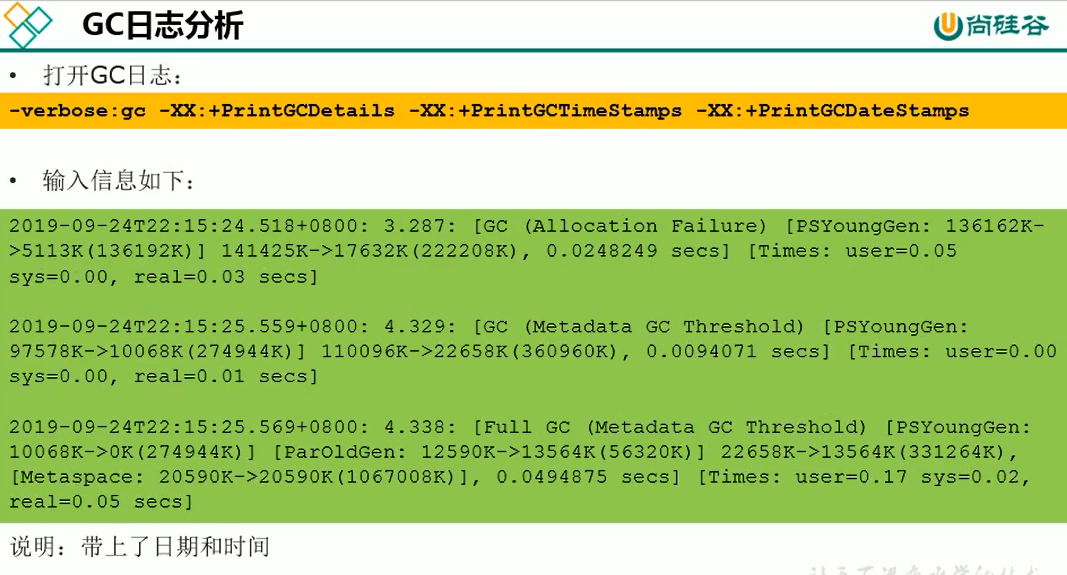 GC日志分析
尚硅谷
• 打开GC日志：
-verbose:gc -XX:+PrintGCDetails -XX:+PrintGCTimeStamps -XX:+PrintGCDateStamps
• 输入信息如下：
2019-09-24T22:15:24.518+0800: 3.287: [GC (Allocation Failure) [PSYoungGen: 136162K-
>5113K(136192K)] 141425K->17632K(222208K), 0.0248249 secs] [Times: user=0.05
sys=0.00, real=0.03 secs]
2019-09-24T22:15:25.559+0800: 4.329: [GC (Metadata GC Threshold) [PSYoungGen:
97578K->10068K(274944K)] 110096K->22658K(360960K), 0.0094071 secs] [Times: user=0.00
sys=0.00, real=0.01 secs]
2019-09-24T22:15:25.569+0800: 4.338: [Full GC (Metadata GC Threshold) [PSYoungGen:
10068K->0K(274944K)] [ParOldGen: 12590K->13564K(56320K)] 22658K->13564K(331264K),
[Metaspace: 20590K->20590K(1067008K)], 0.0494875 secs] [Times: user=0.17 sys=0.02,
real=0.05 secs]
说明：带上了日期和时间